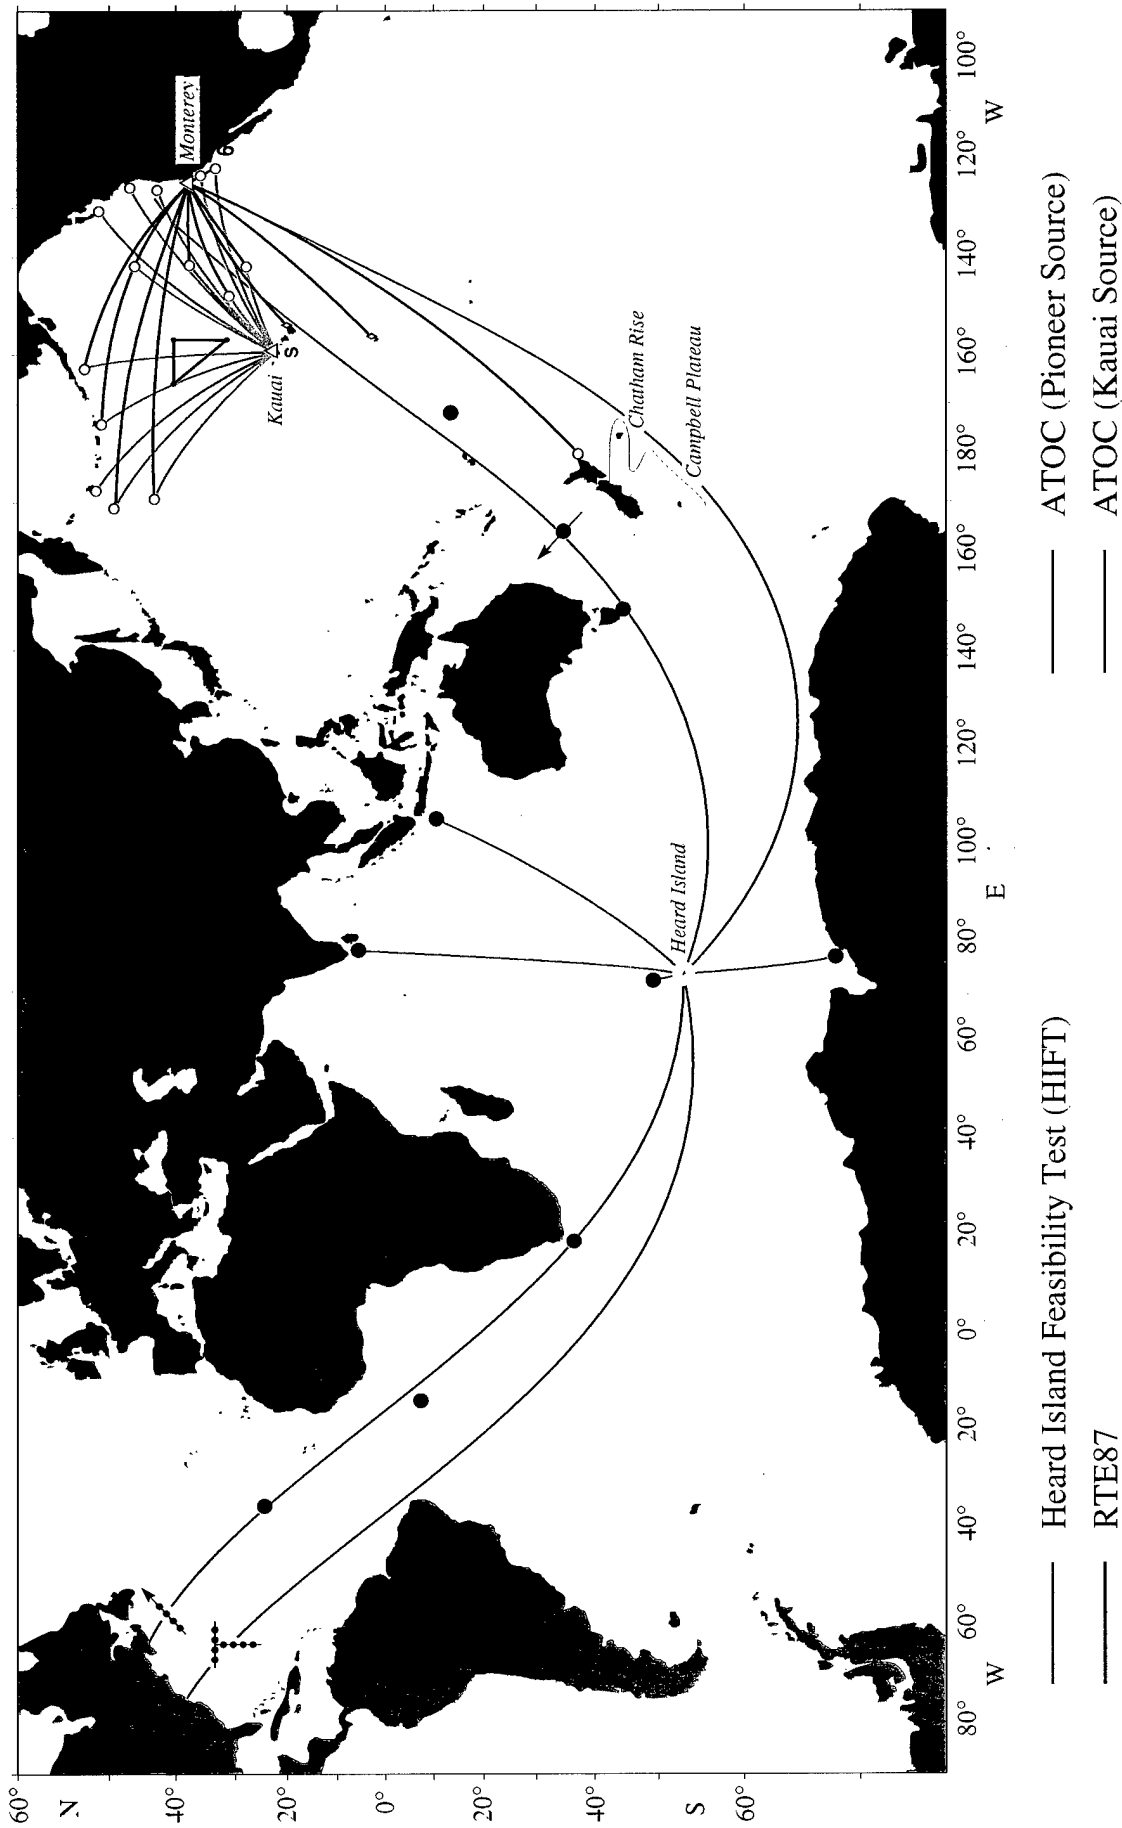 60°
N
40°
20°
0°
20°
40°
S
60°
Monterey
6
Kauai
S
Chatham Rise
Campbell Plateau
Heard Island
80° 60° 40° 20° 0° 20° 40° 60° 80° 100° 120° 140° 160° 180° 160° 140° 120° 100°
W E W
Heard Island Feasibility Test (HIFT)
RTE87
ATOC (Pioneer Source)
ATOC (Kauai Source)